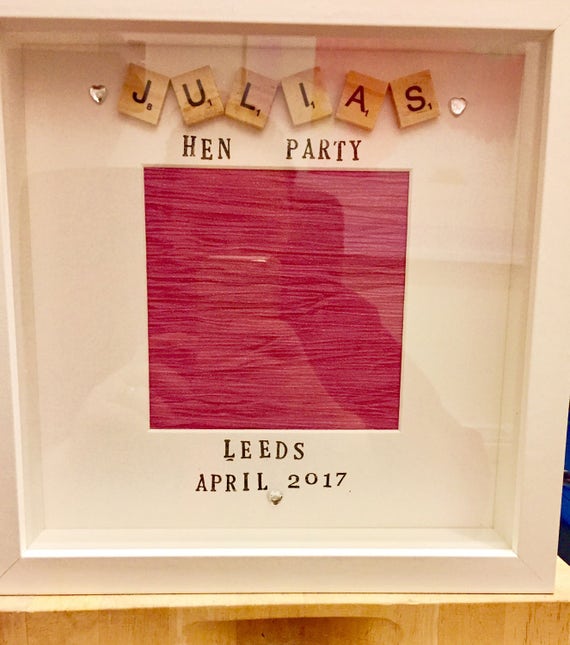 JULIAS
HEN PARTY
LEEDS
APRIL 2017